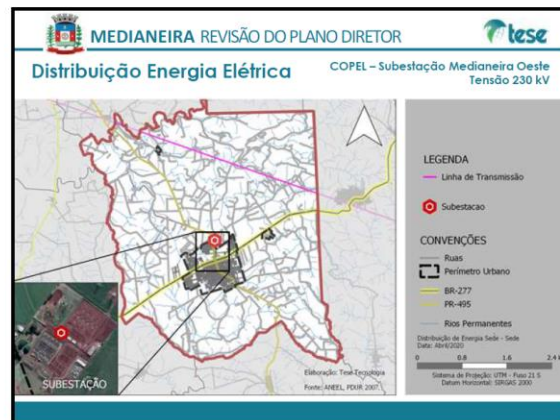 MEDIANEIRA REVISÃO DO PLANO DIRETOR
tese
Distribuição Energia Elétrica
COPEL – Subestação Medianeira Oeste
Tensão 230 kV
LEGENDA
Linha de Transmissão
Subestacao
CONVENÇÕES
Ruas
Perímetro Urbano
BR-277
PR-495
Rios Permanentes
Distribuição de Energia Sede - Sede
Data: Abril/2020
0 0.8 1.6 2.4
Sistema de Projeção: UTM - Fuso 21 S
Datum Horizontal: SIRGAS 2000
SUBESTAÇÃO
Elaboração: Tese Tecnologia
Fonte: ANEEL, PDUR 2007